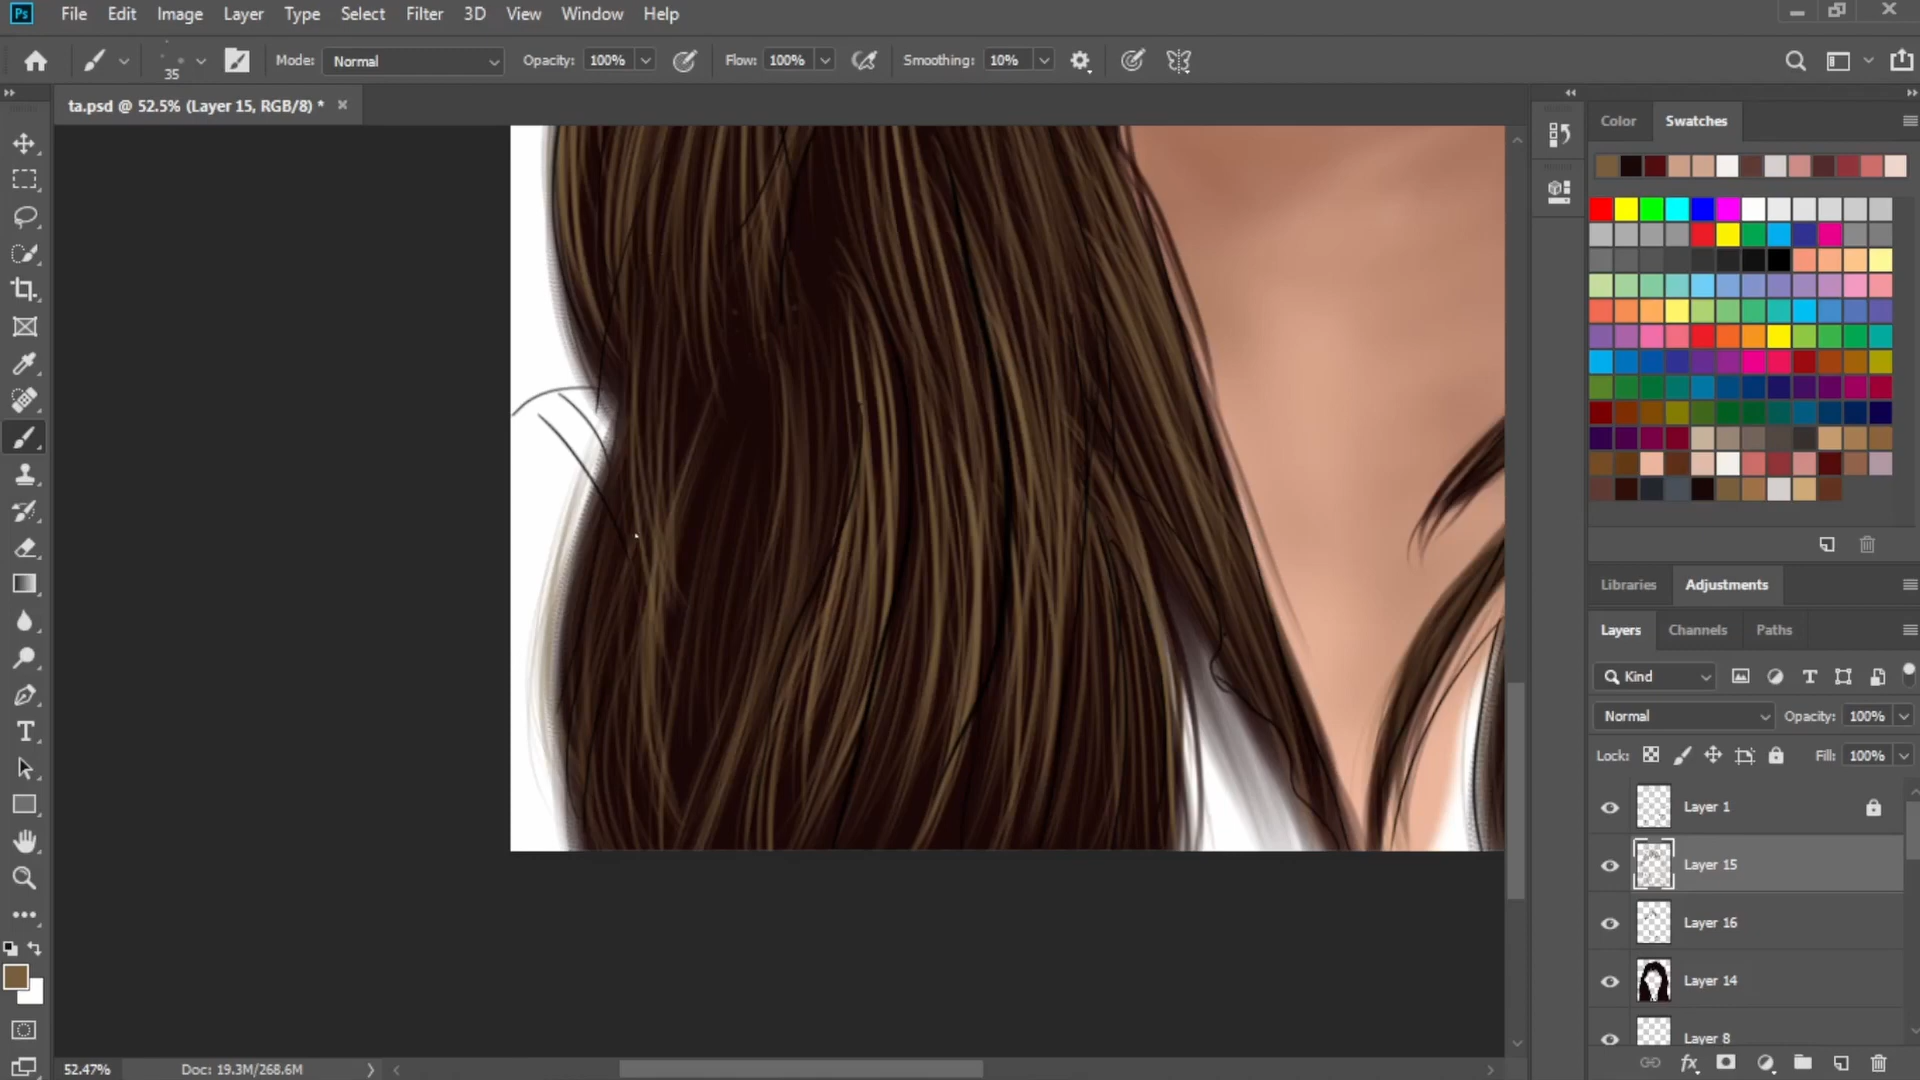 Ps File Edit Image Layer Type Select Filter 3D View Window Help
35 Mode: Normal Opacity: 100% Flow: 100% Smoothing: 10%
ta.psd @ 52.5% (Layer 15, RGB/8) *
Color Swatches
Libraries Adjustments
Layers Channels Paths
Kind
Normal Opacity: 100%
Lock: Fill: 100%
Layer 1
Layer 15
Layer 16
Layer 14
Layer 8
52.47% Doc: 19.3M/268.6M